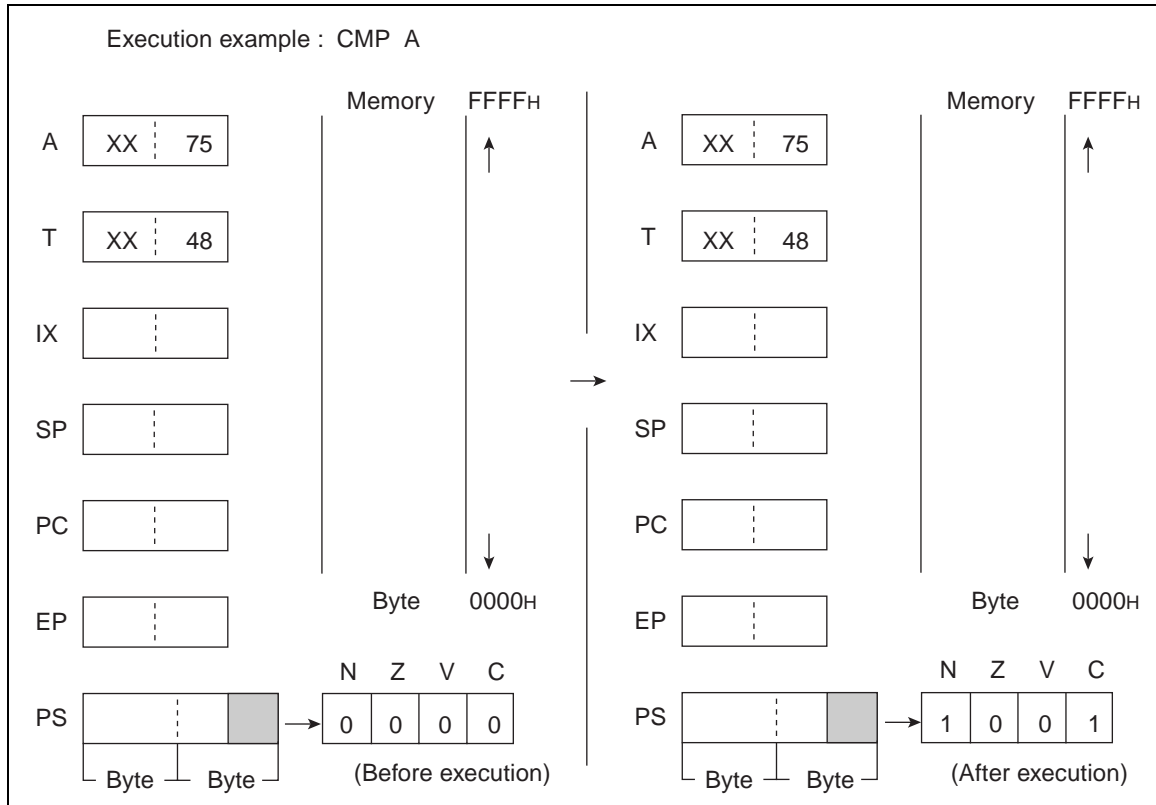 Execution example : CMP A
Memory FFFFH
A XX 75
T XX 48
IX
SP
PC
EP
Byte 0000H
N Z V C
PS 0 0 0 0
Byte Byte
(Before execution)
Memory FFFFH
A XX 75
T XX 48
IX
SP
PC
EP
Byte 0000H
N Z V C
PS 1 0 0 1
Byte Byte
(After execution)